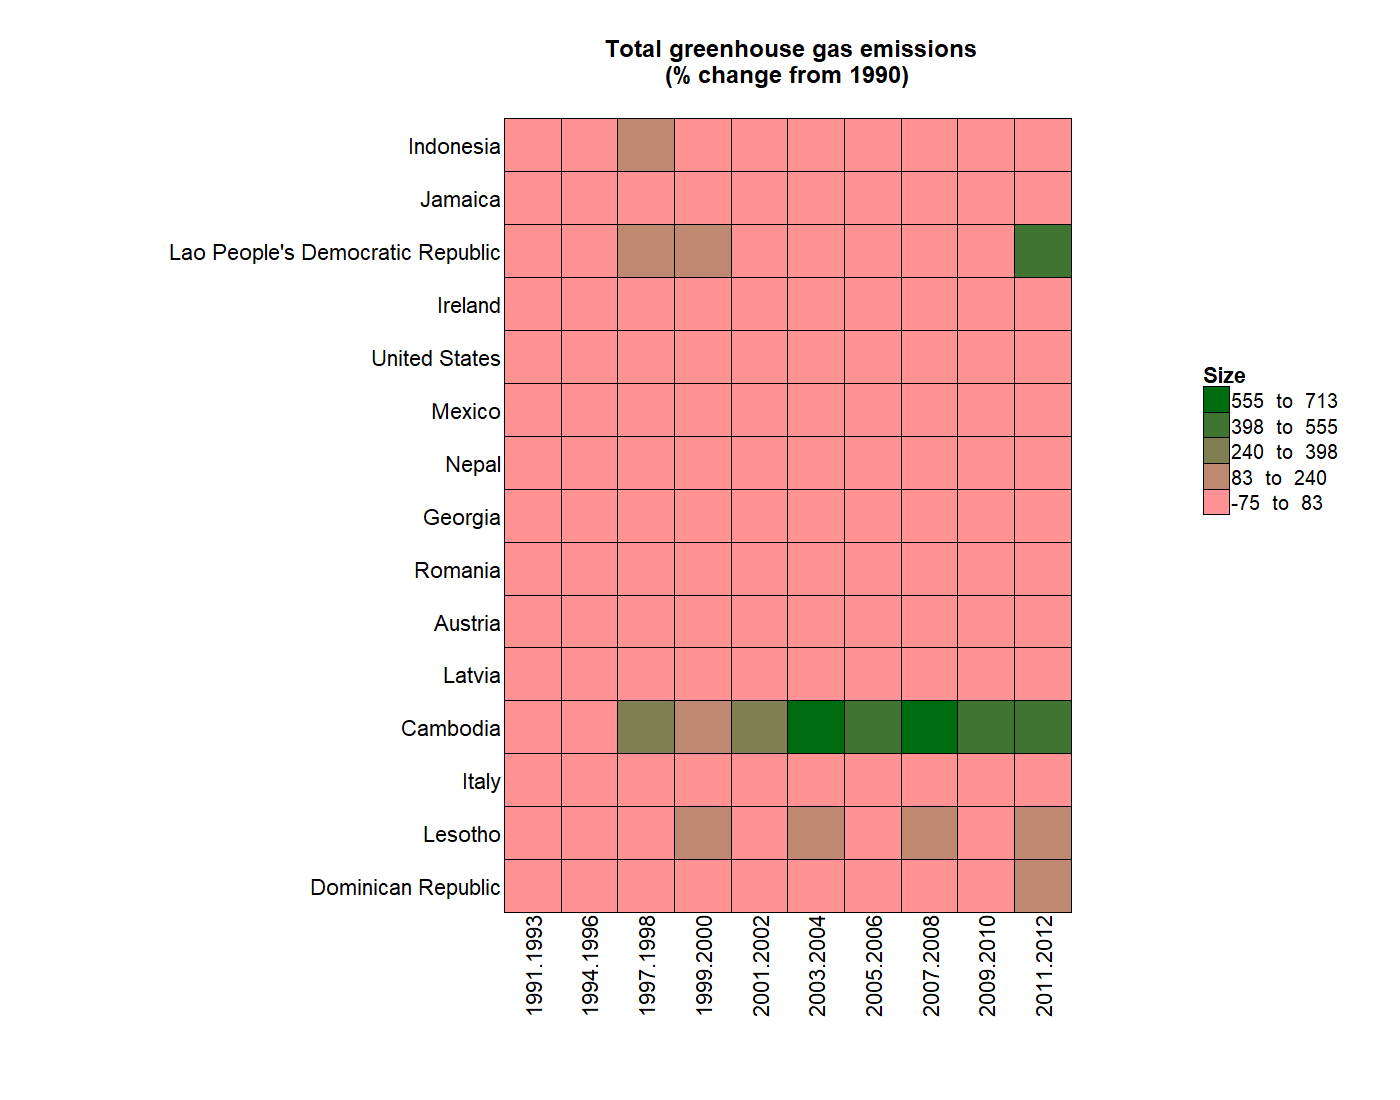 Total greenhouse gas emissions
(% change from 1990)
Indonesia
Jamaica
Lao People's Democratic Republic
Ireland
United States
Mexico
Nepal
Georgia
Romania
Austria
Latvia
Cambodia
Italy
Lesotho
Dominican Republic
1991.1993
1994.1996
1997.1998
1999.2000
2001.2002
2003.2004
2005.2006
2007.2008
2009.2010
2011.2012
Size
555 to 713
398 to 555
240 to 398
83 to 240
-75 to 83